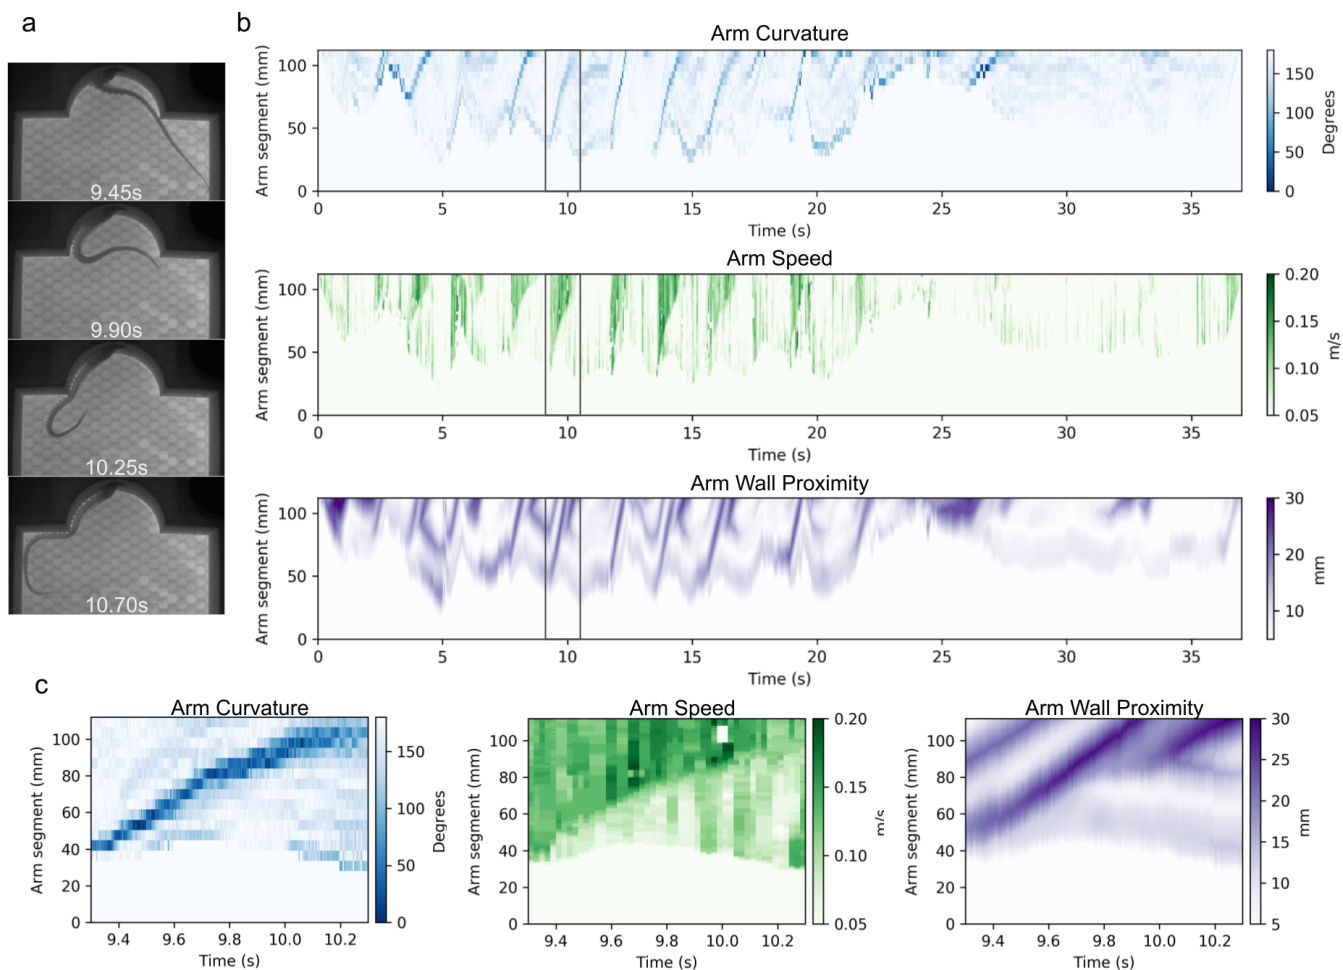 a
9.45s
9.90s
10.25s
10.70s
b
Arm Curvature
Arm segment (mm)
100
50
0
0 5 10 15 20 25 30 35
Time (s)
150
100
50
0
Degrees
Arm Speed
Arm segment (mm)
100
50
0
0 5 10 15 20 25 30 35
Time (s)
0.20
0.15
0.10
0.05
m/s
Arm Wall Proximity
Arm segment (mm)
100
50
0
0 5 10 15 20 25 30 35
Time (s)
30
20
10
mm
c
Arm Curvature
Arm segment (mm)
100
80
60
40
20
0
9.4 9.6 9.8 10.0 10.2
Time (s)
150
100
50
0
Degrees
Arm Speed
Arm segment (mm)
100
80
60
40
20
0
9.4 9.6 9.8 10.0 10.2
Time (s)
0.20
0.15
0.10
0.05
m/s
Arm Wall Proximity
Arm segment (mm)
100
80
60
40
20
0
9.4 9.6 9.8 10.0 10.2
Time (s)
30
25
20
15
10
5
mm